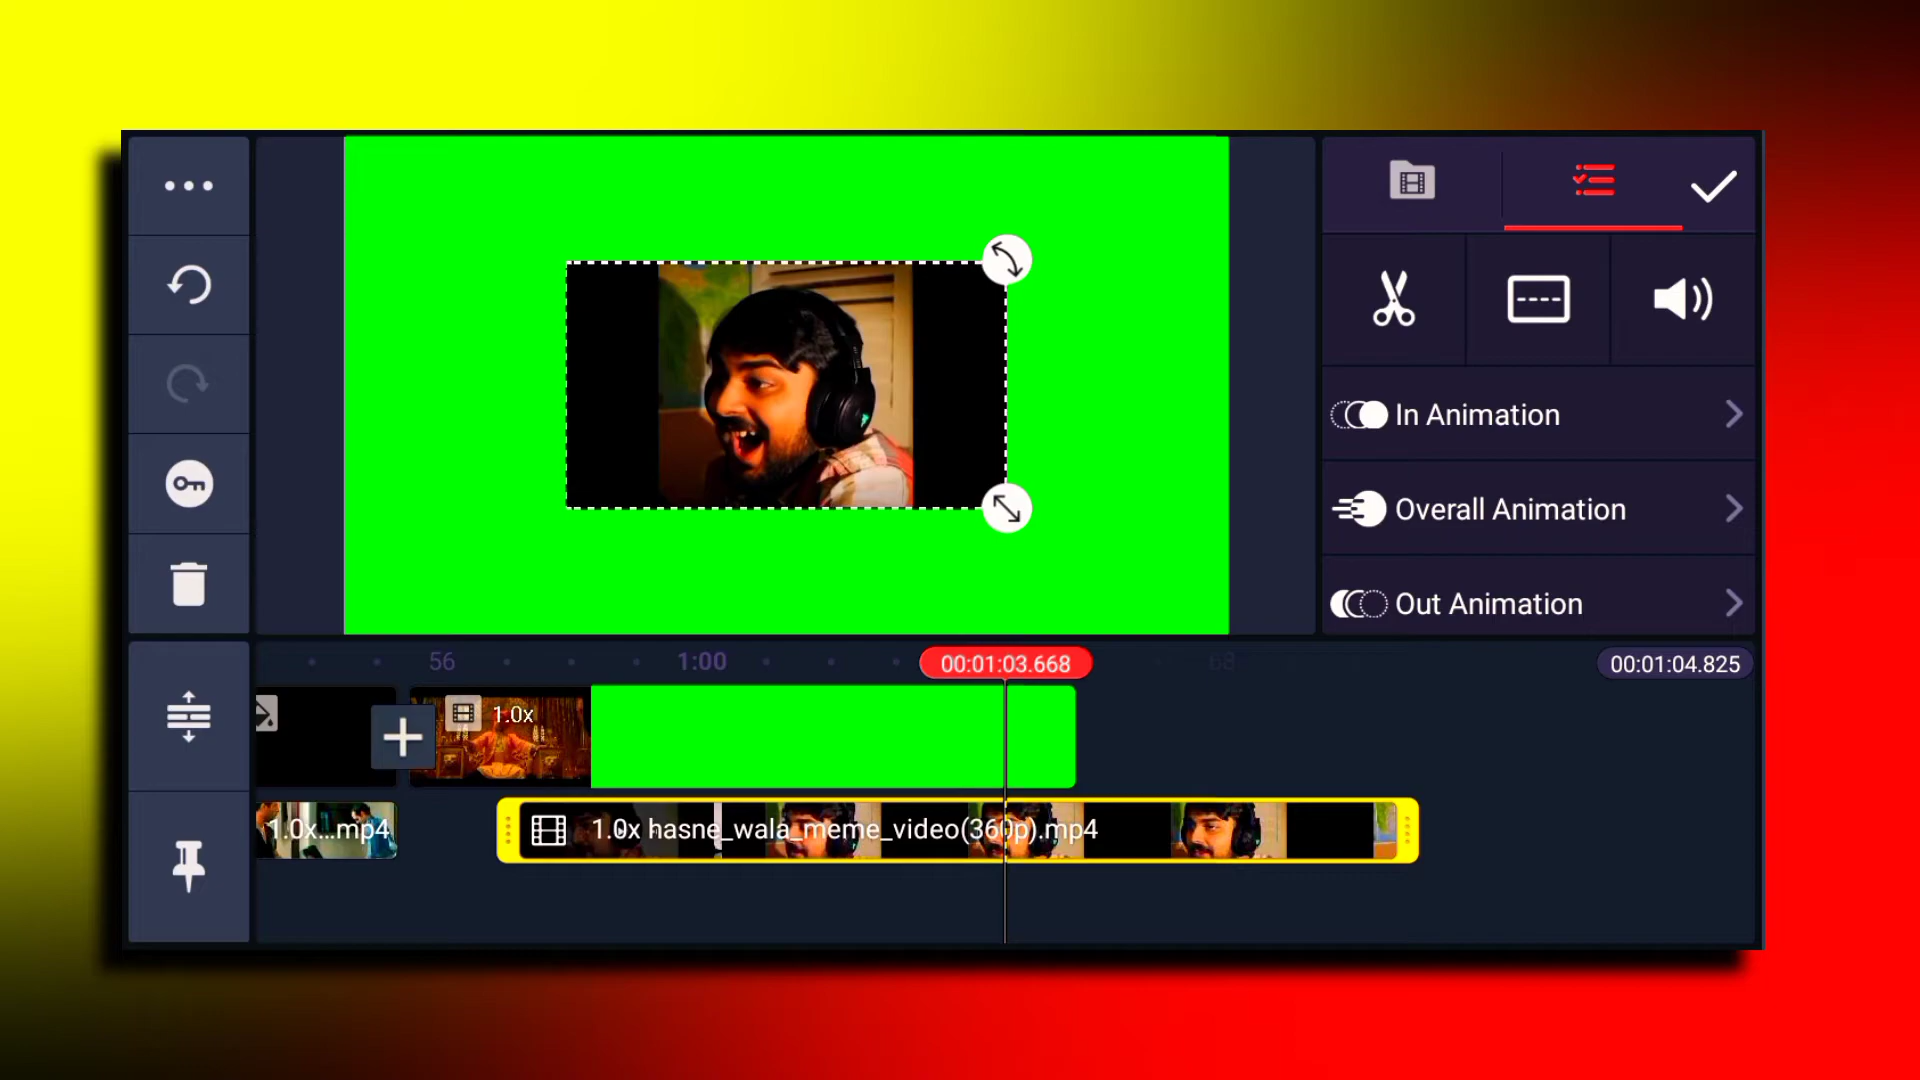 In Animation
Overall Animation
Out Animation
56
1:00
00:01:03.668
68
00:01:04.825
1.0x
1.0x...mp4
1.0x hasne_wala_meme_video(360p).mp4